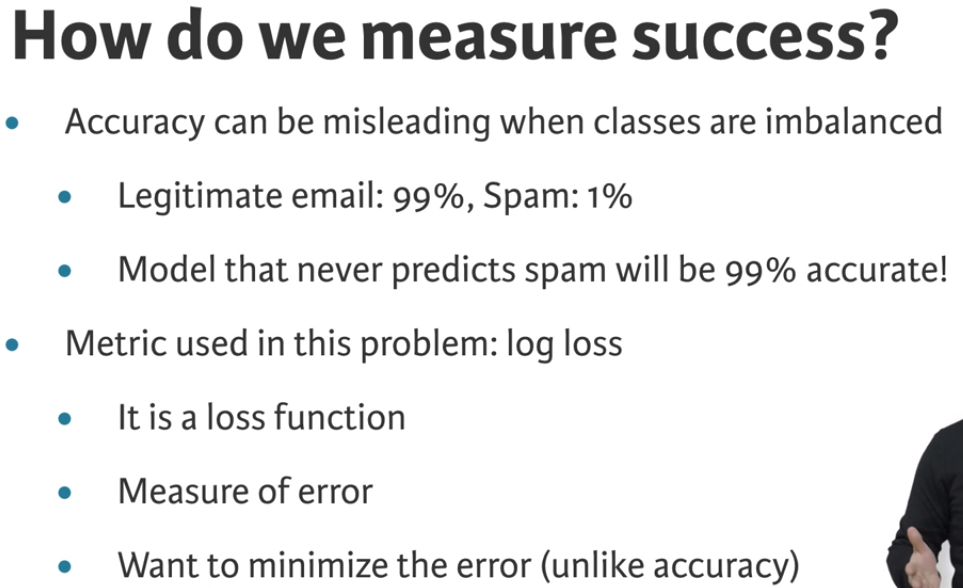 How do we measure success?
Accuracy can be misleading when classes are imbalanced
Legitimate email: 99%, Spam: 1%
Model that never predicts spam will be 99% accurate!
Metric used in this problem: log loss
It is a loss function
Measure of error
Want to minimize the error (unlike accuracy)